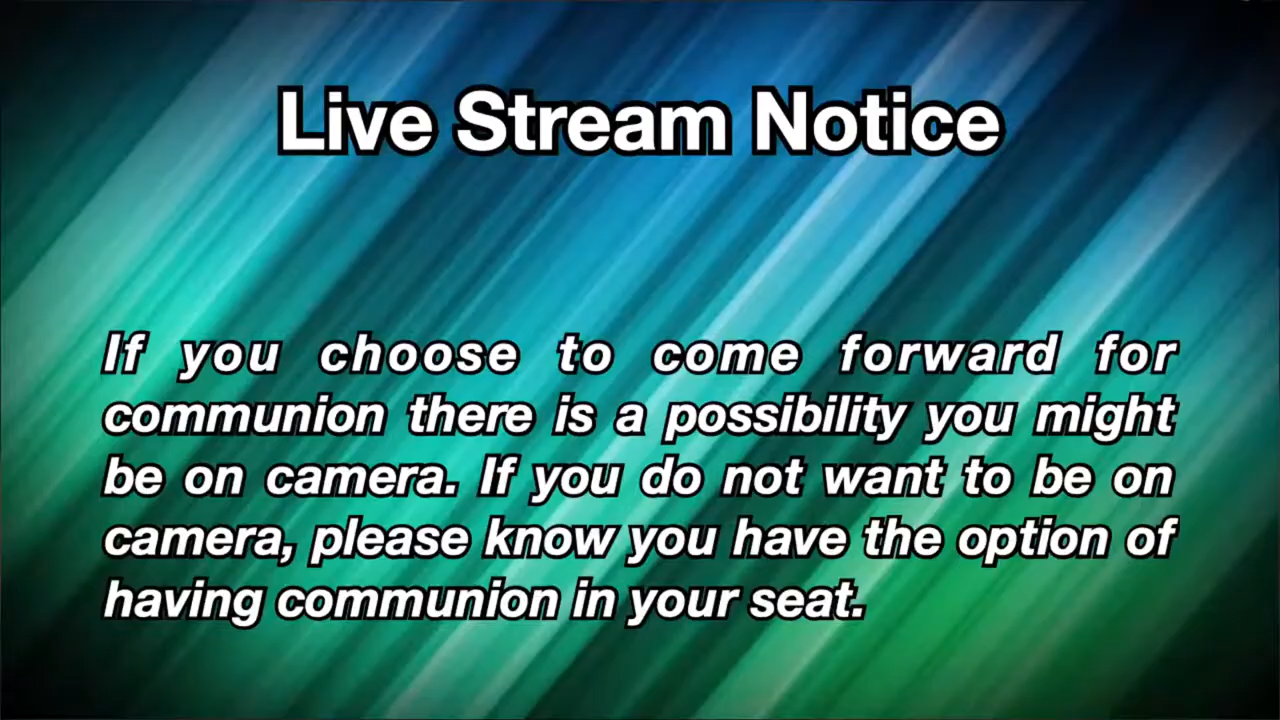 Live Stream Notice
If you choose to come forward for
communion there is a possibility you might
be on camera. If you do not want to be on
camera, please know you have the option of
having communion in your seat.